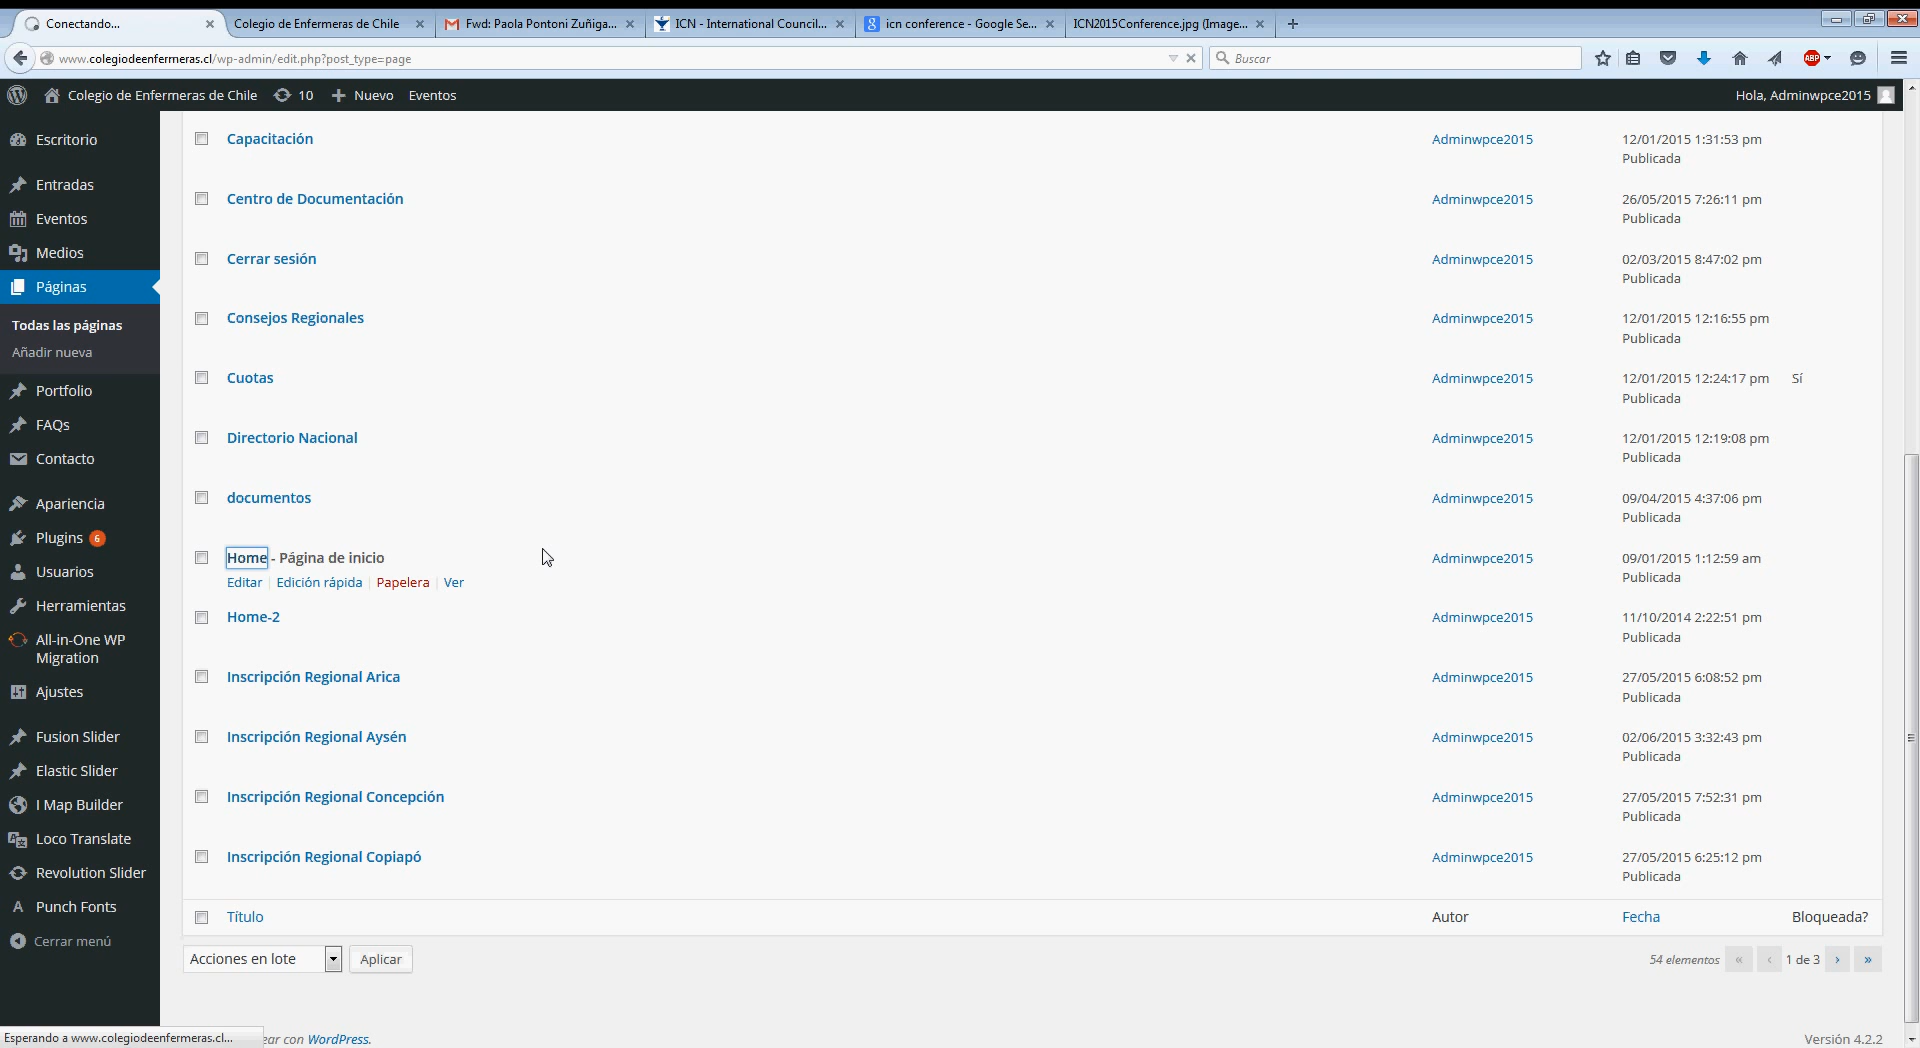 Conectando...
Colegio de Enfermeras de Chile
Fwd: Paola Pontoni Zuñiga...
ICN - International Council...
icn conference - Google Se...
ICN2015Conference.jpg (Image...
www.colegiodeenfermeras.cl/wp-admin/edit.php?post_type=page
Buscar
ABP
Colegio de Enfermeras de Chile 10 Nuevo Eventos
Hola, Adminwpce2015
Escritorio
Entradas
Eventos
Medios
Páginas
Todas las páginas
Añadir nueva
Portfolio
FAQs
Contacto
Apariencia
Plugins 6
Usuarios
Herramientas
All-in-One WP
Migration
Ajustes
Fusion Slider
Elastic Slider
I Map Builder
Loco Translate
Revolution Slider
Punch Fonts
Cerrar menú
Capacitación Adminwpce2015 12/01/2015 1:31:53 pm
Publicada
Centro de Documentación Adminwpce2015 26/05/2015 7:26:11 pm
Publicada
Cerrar sesión Adminwpce2015 02/03/2015 8:47:02 pm
Publicada
Consejos Regionales Adminwpce2015 12/01/2015 12:16:55 pm
Publicada
Cuotas Adminwpce2015 12/01/2015 12:24:17 pm Sí
Publicada
Directorio Nacional Adminwpce2015 12/01/2015 12:19:08 pm
Publicada
documentos Adminwpce2015 09/04/2015 4:37:06 pm
Publicada
Home - Página de inicio Adminwpce2015 09/01/2015 1:12:59 am
Publicada
Editar | Edición rápida | Papelera | Ver
Home-2 Adminwpce2015 11/10/2014 2:22:51 pm
Publicada
Inscripción Regional Arica Adminwpce2015 27/05/2015 6:08:52 pm
Publicada
Inscripción Regional Aysén Adminwpce2015 02/06/2015 3:32:43 pm
Publicada
Inscripción Regional Concepción Adminwpce2015 27/05/2015 7:52:31 pm
Publicada
Inscripción Regional Copiapó Adminwpce2015 27/05/2015 6:25:12 pm
Publicada
Título Autor Fecha Bloqueada?
Acciones en lote Aplicar
54 elementos « ‹ 1 de 3 › »
Esperando a www.colegiodeenfermeras.cl...
ear con WordPress.
Versión 4.2.2